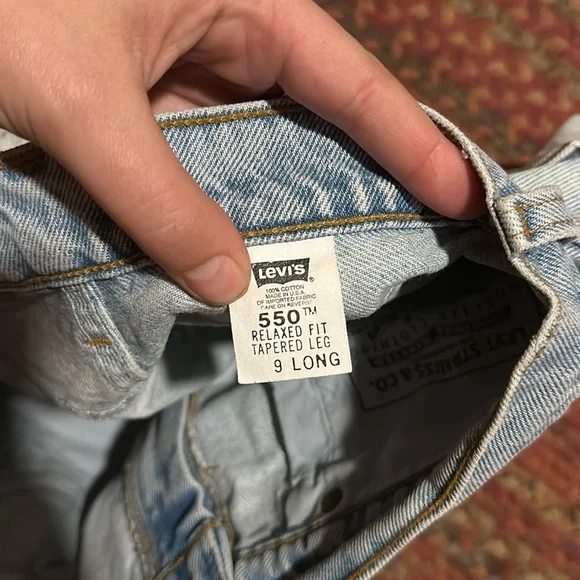 LEVI'S ®
100% COTTON
MADE IN U.S.A.
OF IMPORTED FABRIC
CARE ON REVERSE
550™
RELAXED FIT
TAPERED LEG
9 LONG
LEVI STRAUSS & CO.